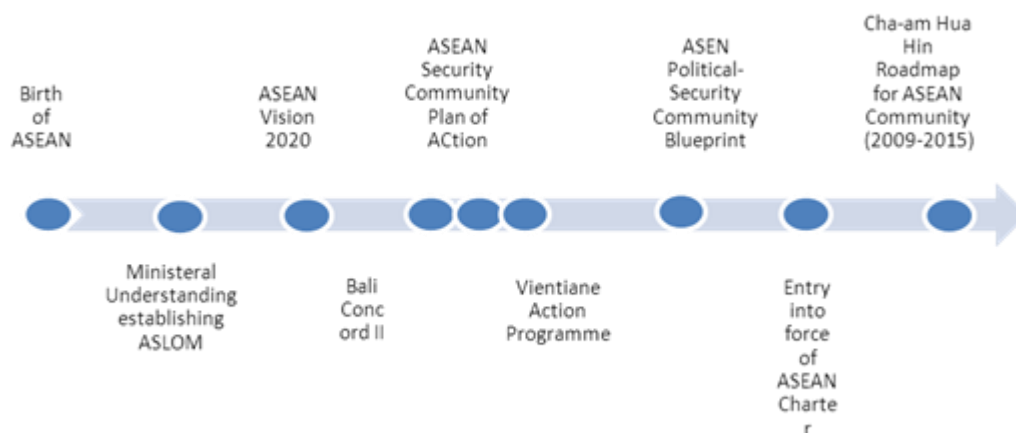 Birth
of
ASEAN
Ministeral
Understanding
establishing
ASLOM
ASEAN
Vision
2020
Bali
Conc
ord II
ASEAN
Security
Community
Plan of
ACtion
Vientiane
Action
Programme
ASEN
Political-
Security
Community
Blueprint
Entry
into
force
of
ASEAN
Charte
r
Cha-am Hua
Hin
Roadmap
for ASEAN
Community
(2009-2015)